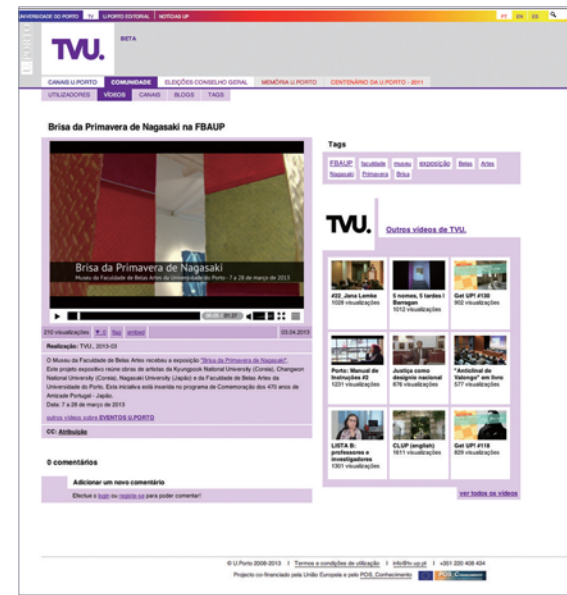 UNIVERSIDADE DO PORTO TV U.PORTO EDITORIAL NOTÍCIAS UP PT EN ES
U.PORTO
TVU. BETA
CANAIS U.PORTO COMUNIDADE ELEIÇÕES CONSELHO GERAL MEMÓRIA U.PORTO CENTENÁRIO DA U.PORTO - 2011
UTILIZADORES VÍDEOS CANAIS BLOGS TAGS
Brisa da Primavera de Nagasaki na FBAUP
Brisa da Primavera de Nagasaki
Museu da Faculdade de Belas Artes da Universidade do Porto - 7 a 28 de março de 2013
00:05 / 01:27
210 visualizações 0 flag embed 03.04.2013
Realização: TVU., 2013-03
O Museu da Faculdade de Belas Artes recebeu a exposição "Brisa da Primavera de Nagasaki".
Este projeto expositivo reúne obras de artistas da Kyungpook National University (Coreia), Changwon
National University (Coreia), Nagasaki University (Japão) e da Faculdade de Belas Artes da
Universidade do Porto. Esta iniciativa está inserida no programa de Comemoração dos 470 anos de
Amizade Portugal - Japão.
Data: 7 a 28 de março de 2013
outros vídeos sobre EVENTOS U.PORTO
CC: Atribuição
0 comentários
Adicionar um novo comentário
Efectue o login ou registe-se para poder comentar!
Tags
FBAUP faculdade museu exposição Belas Artes
Nagasaki Primavera Brisa
TVU. Outros vídeos de TVU.
#22_Jana Lemke
1028 visualizações
5 nomes, 5 tardes I
Barragan
1012 visualizações
Get UP! #130
902 visualizações
Porto: Manual de
Instruções #2
1231 visualizações
Justiça como
desígnio nacional
676 visualizações
"Anticlinal de
Valongo" em livro
577 visualizações
LISTA B:
professores e
investigadores
1301 visualizações
CLUP (english)
1611 visualizações
Get UP! #118
829 visualizações
ver todos os vídeos
© U.Porto 2008-2013 I Termos e condições de utilização I info@tv.up.pt I +351 220 408 434
Projecto co-financiado pela União Europeia e pelo POS_Conhecimento